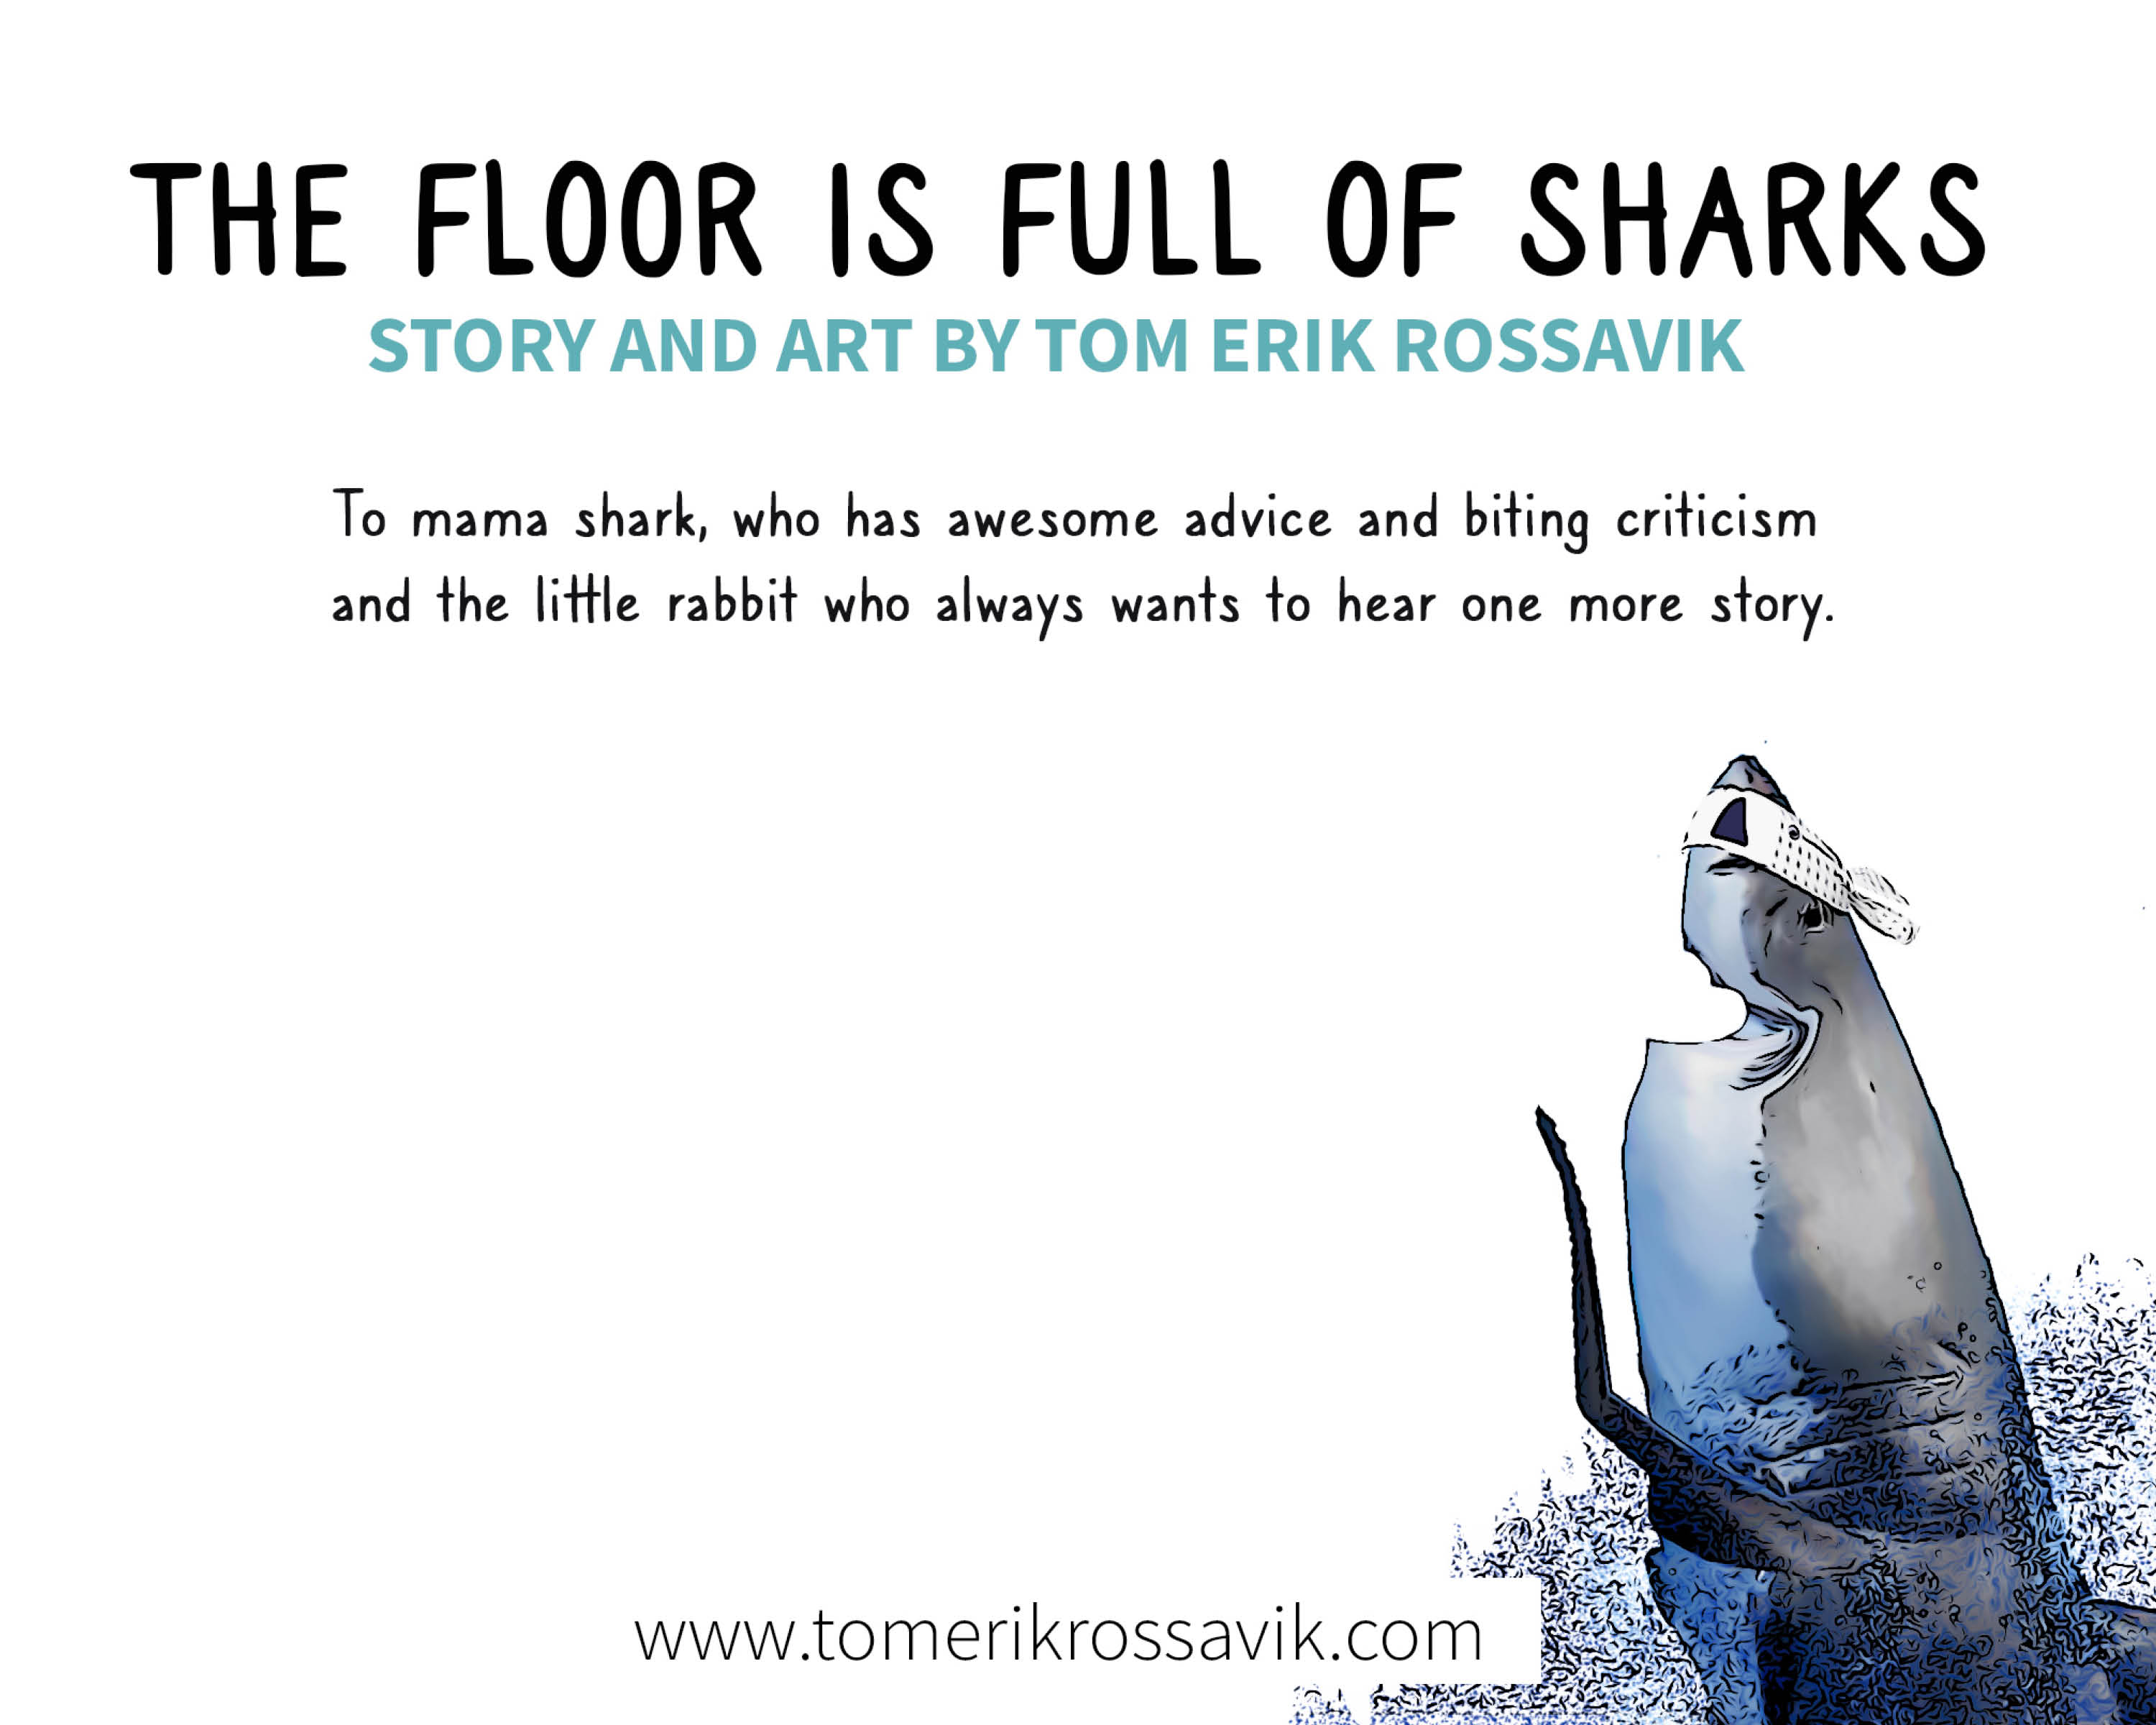 THE FLOOR IS FULL OF SHARKS
STORY AND ART BY TOM ERIK ROSSAVIK
To mama shark, who has awesome advice and biting criticism
and the little rabbit who always wants to hear one more story.
www.tomerikrossavik.com